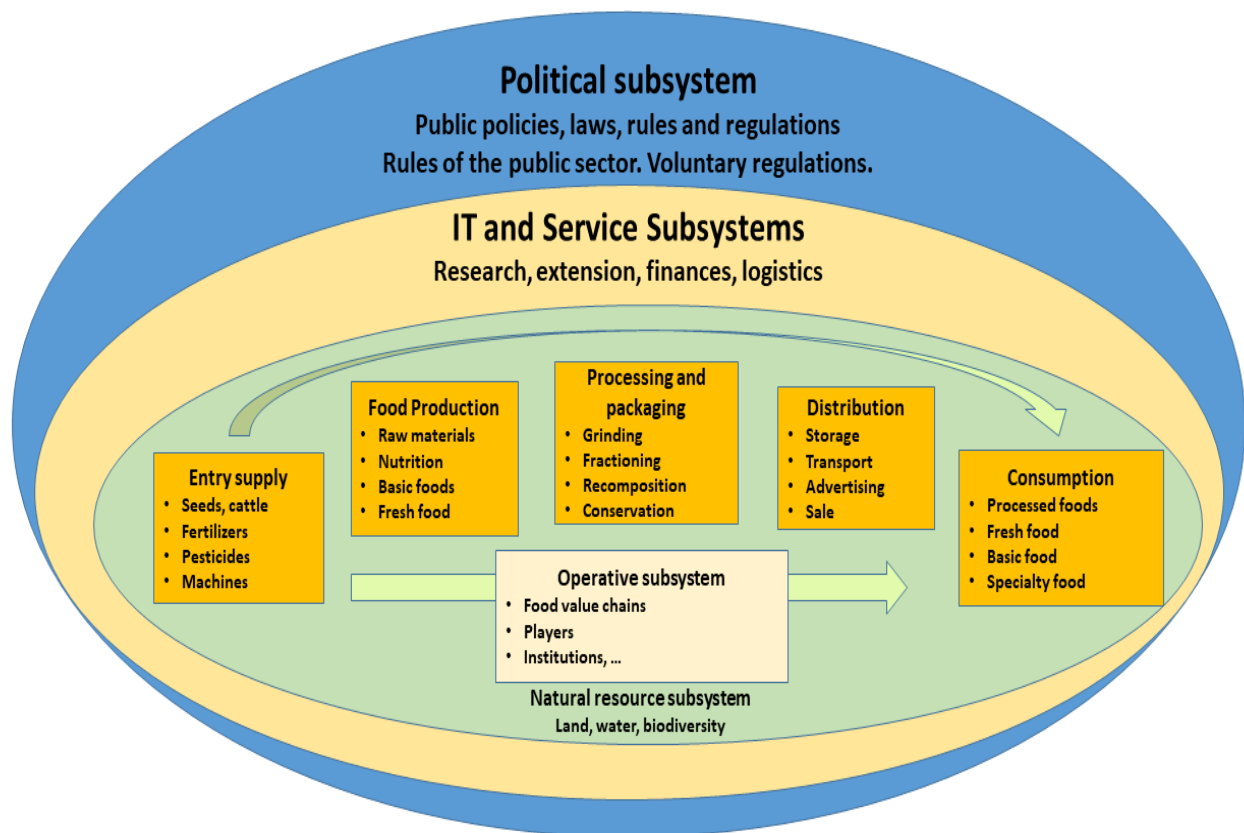 Political subsystem
Public policies, laws, rules and regulations
Rules of the public sector. Voluntary regulations.
IT and Service Subsystems
Research, extension, finances, logistics
Entry supply
• Seeds, cattle
• Fertilizers
• Pesticides
• Machines
Food Production
• Raw materials
• Nutrition
• Basic foods
• Fresh food
Processing and
packaging
• Grinding
• Fractioning
• Recomposition
• Conservation
Distribution
• Storage
• Transport
• Advertising
• Sale
Consumption
• Processed foods
• Fresh food
• Basic food
• Specialty food
Operative subsystem
• Food value chains
• Players
• Institutions, ...
Natural resource subsystem
Land, water, biodiversity